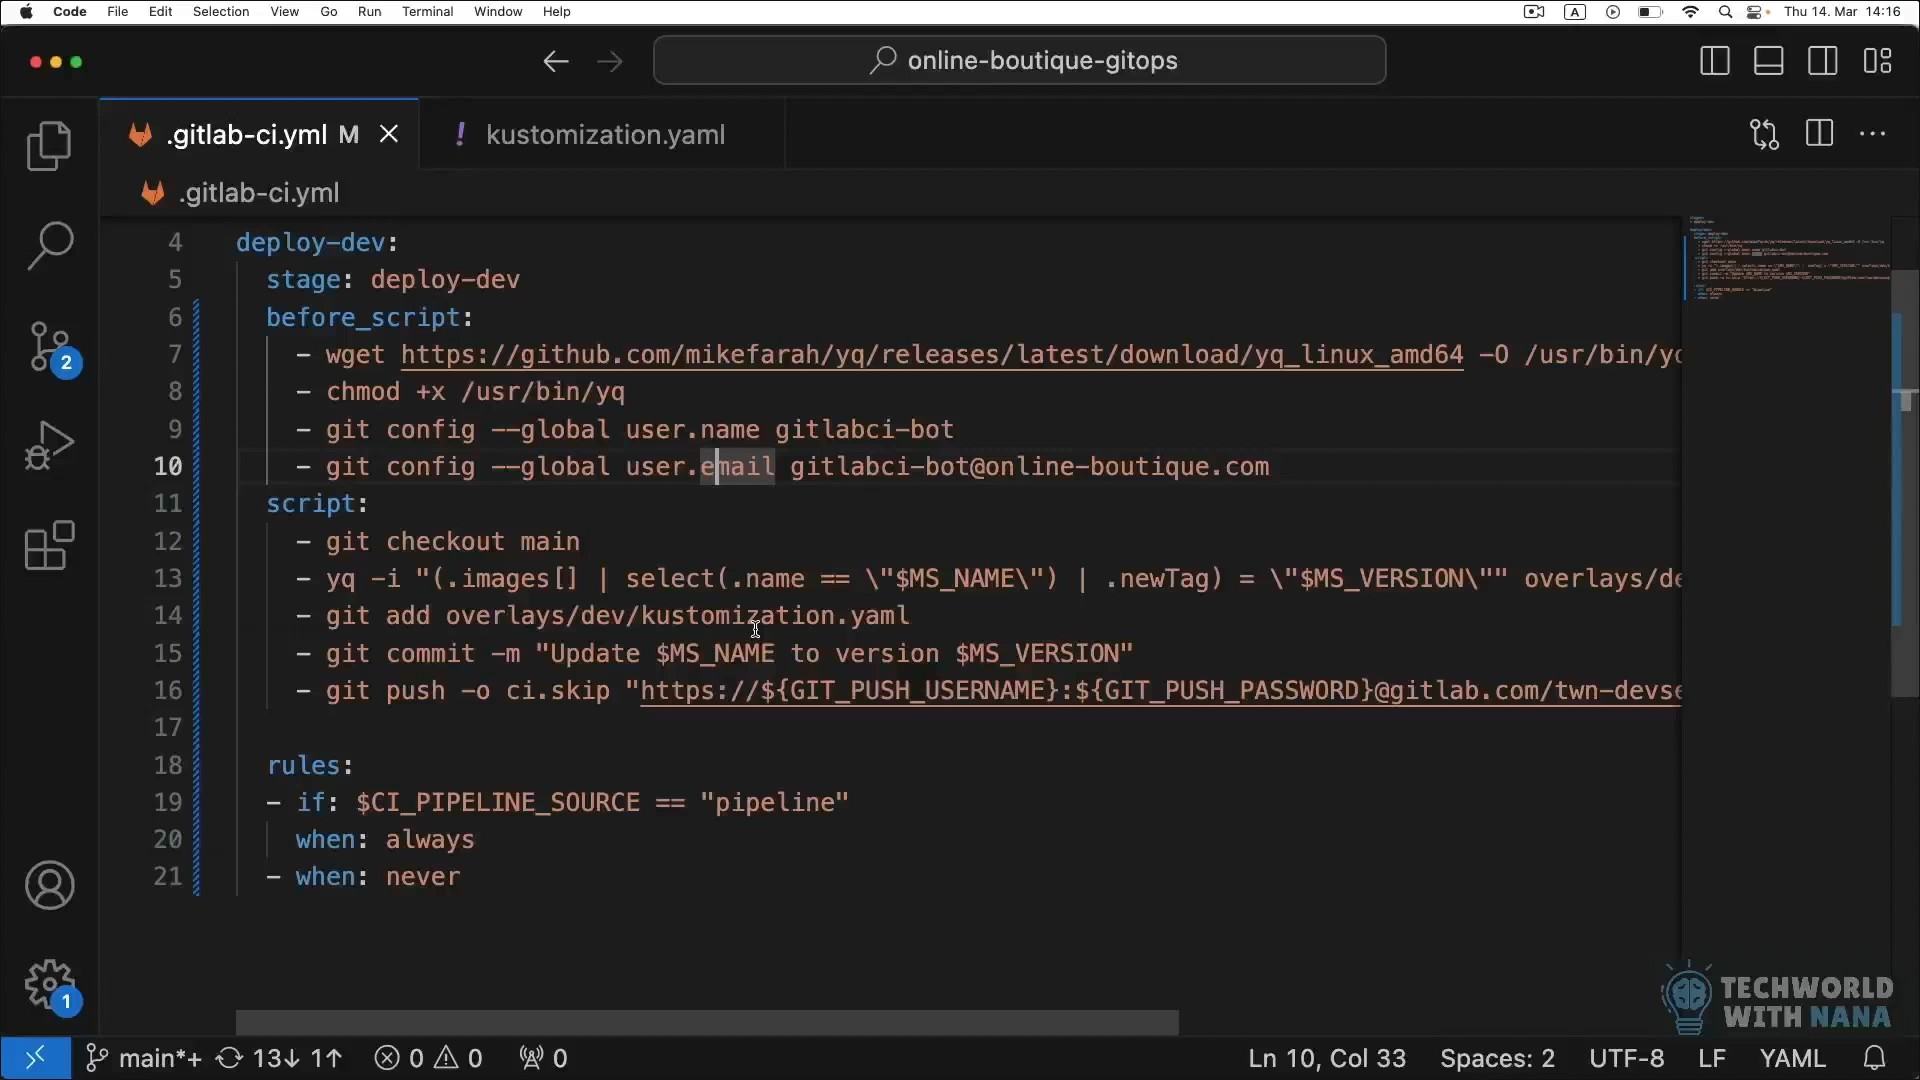 Code File Edit Selection View Go Run Terminal Window Help A Thu 14. Mar 14:16
online-boutique-gitops
.gitlab-ci.yml M ! kustomization.yaml
.gitlab-ci.yml
4 deploy-dev:
5 stage: deploy-dev
6 before_script:
7 - wget https://github.com/mikefarah/yq/releases/latest/download/yq_linux_amd64 -O /usr/bin/yq
8 - chmod +x /usr/bin/yq
9 - git config --global user.name gitlabci-bot
10 - git config --global user.email gitlabci-bot@online-boutique.com
11 script:
12 - git checkout main
13 - yq -i "(.images[] | select(.name == \"$MS_NAME\") | .newTag) = \"$MS_VERSION\"" overlays/de
14 - git add overlays/dev/kustomization.yaml
15 - git commit -m "Update $MS_NAME to version $MS_VERSION"
16 - git push -o ci.skip "https://${GIT_PUSH_USERNAME}:${GIT_PUSH_PASSWORD}@gitlab.com/twn-devse
17
18 rules:
19 - if: $CI_PIPELINE_SOURCE == "pipeline"
20 when: always
21 - when: never
2
1
TECHWORLD
WITH NANA
main*+ 13↓ 1↑ 0 0 0 Ln 10, Col 33 Spaces: 2 UTF-8 LF YAML